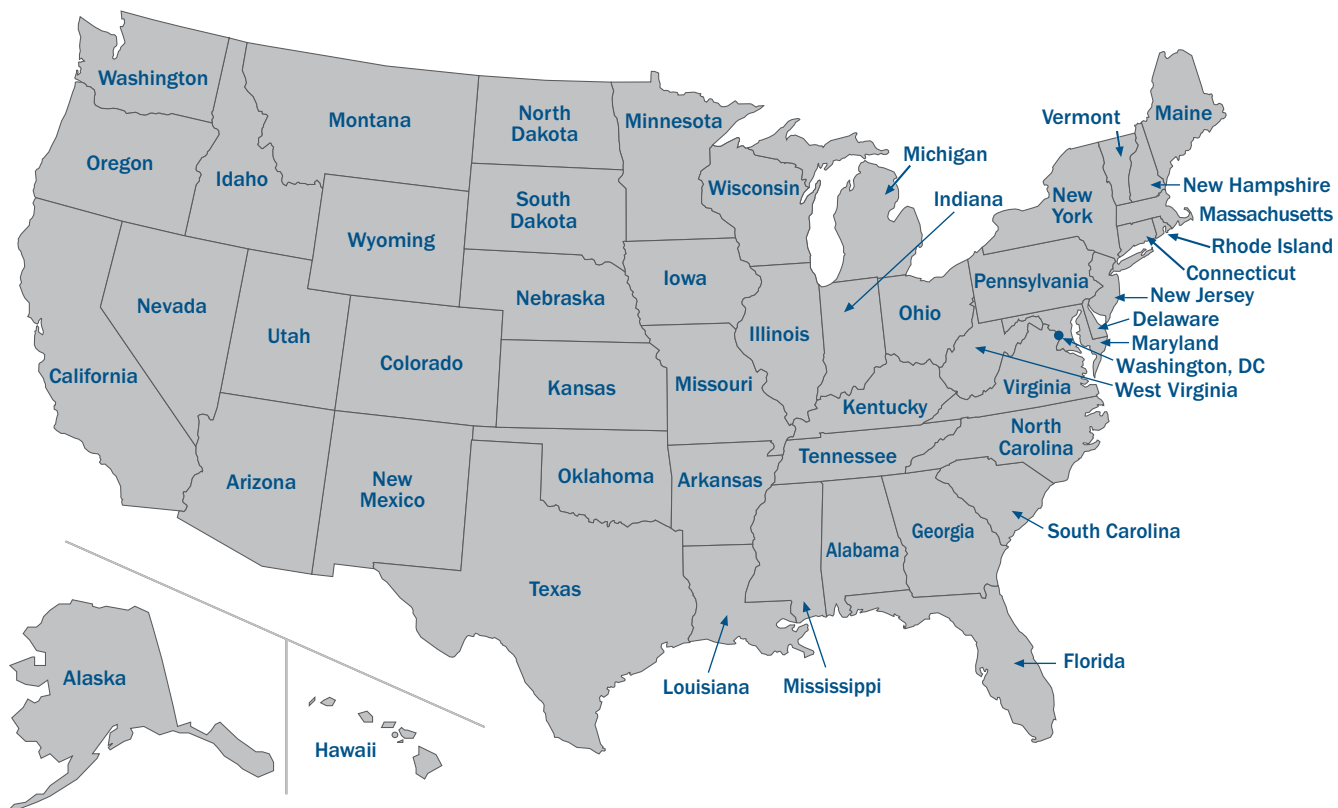 Washington
Montana
North
Dakota
Minnesota
Vermont
Maine
Oregon
Idaho
Michigan
Wisconsin
New Hampshire
Indiana
South
Dakota
New
York
Massachusetts
Wyoming
Rhode Island
Connecticut
Iowa
Pennsylvania
Nebraska
New Jersey
Nevada
Ohio
Delaware
Utah
Illinois
Maryland
Colorado
Washington, DC
California
Kansas
Missouri
Virginia
West Virginia
Kentucky
North
Carolina
Tennessee
Oklahoma
Arkansas
Arizona
New
Mexico
Georgia
South Carolina
Alabama
Texas
Florida
Alaska
Louisiana
Mississippi
Hawaii